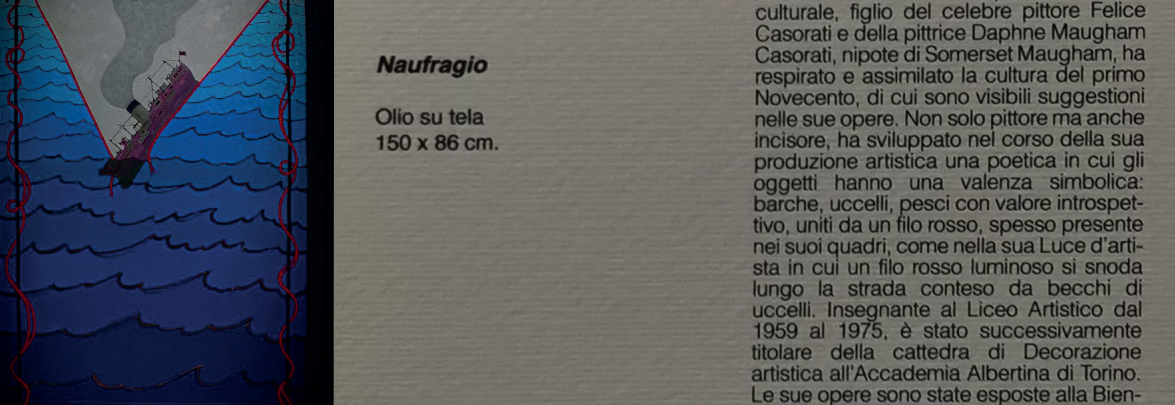 Naufragio
Olio su tela
150 x 86 cm.
culturale, figlio del celebre pittore Felice
Casorati e della pittrice Daphne Maugham
Casorati, nipote di Somerset Maugham, ha
respirato e assimilato la cultura del primo
Novecento, di cui sono visibili suggestioni
nelle sue opere. Non solo pittore ma anche
incisore, ha sviluppato nel corso della sua
produzione artistica una poetica in cui gli
oggetti hanno una valenza simbolica:
barche, uccelli, pesci con valore introspet-
tivo, uniti da un filo rosso, spesso presente
nei suoi quadri, come nella sua Luce d'arti-
sta in cui un filo rosso luminoso si snoda
lungo la strada conteso da becchi di
uccelli. Insegnante al Liceo Artistico dal
1959 al 1975, è stato successivamente
titolare della cattedra di Decorazione
artistica all'Accademia Albertina di Torino.
Le sue opere sono state esposte alla Bien-